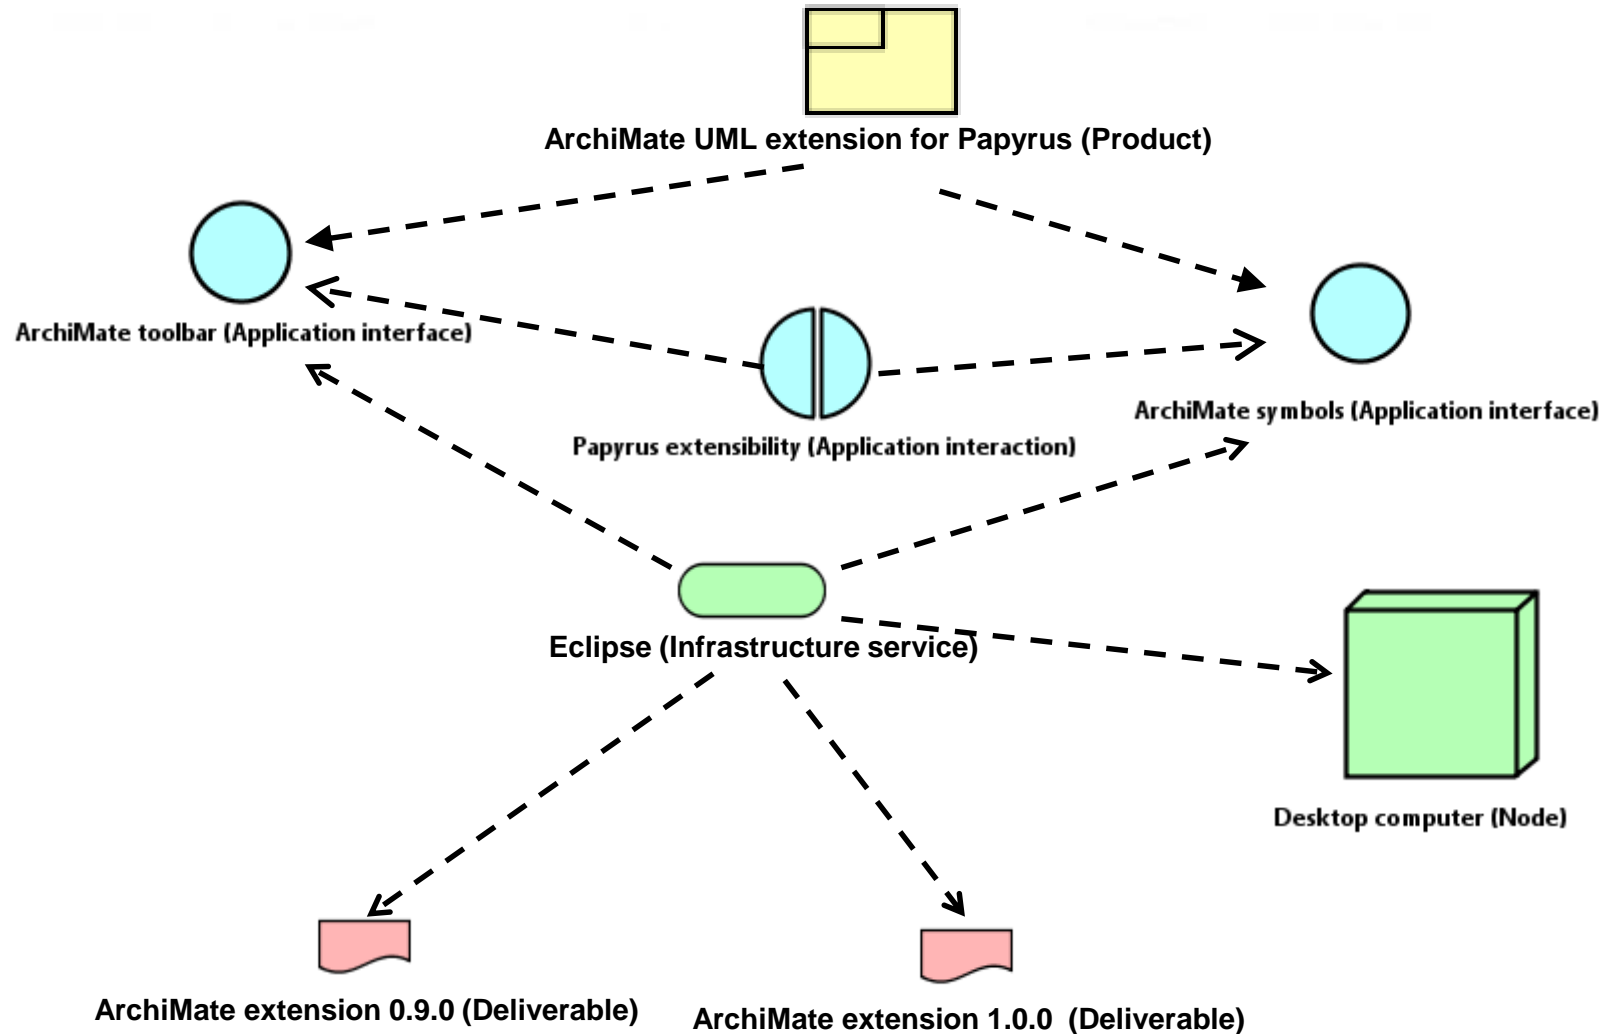 ArchiMate UML extension for Papyrus (Product)
ArchiMate toolbar (Application interface)
ArchiMate symbols (Application interface)
Papyrus extensibility (Application interaction)
Eclipse (Infrastructure service)
Desktop computer (Node)
ArchiMate extension 0.9.0 (Deliverable)
ArchiMate extension 1.0.0  (Deliverable)